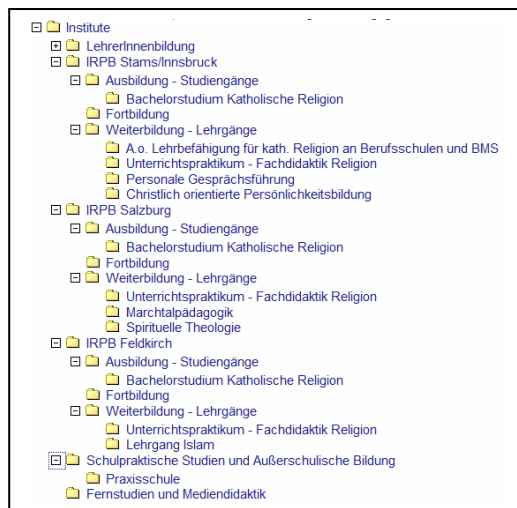 Institute
LehrerInnenbildung
IRPB Stams/Innsbruck
Ausbildung - Studiengänge
Bachelorstudium Katholische Religion
Fortbildung
Weiterbildung - Lehrgänge
A.o. Lehrbefähigung für kath. Religion an Berufsschulen und BMS
Unterrichtspraktikum - Fachdidaktik Religion
Personale Gesprächsführung
Christlich orientierte Persönlichkeitsbildung
IRPB Salzburg
Ausbildung - Studiengänge
Bachelorstudium Katholische Religion
Fortbildung
Weiterbildung - Lehrgänge
Unterrichtspraktikum - Fachdidaktik Religion
Marchtalpädagogik
Spirituelle Theologie
IRPB Feldkirch
Ausbildung - Studiengänge
Bachelorstudium Katholische Religion
Fortbildung
Weiterbildung - Lehrgänge
Unterrichtspraktikum - Fachdidaktik Religion
Lehrgang Islam
Schulpraktische Studien und Außerschulische Bildung
Praxisschule
Fernstudien und Mediendidaktik